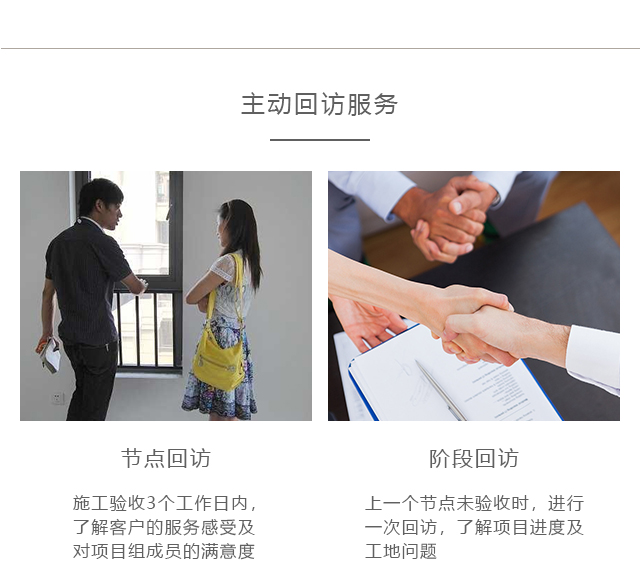 主动回访服务
节点回访
施工验收3个工作日内，
了解客户的服务感受及
对项目组成员的满意度
阶段回访
上一个节点未验收时，进行
一次回访，了解项目进度及
工地问题